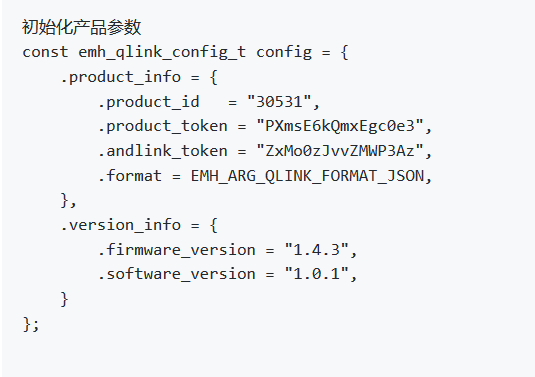 初始化产品参数
const emh_qlink_config_t config = {
    .product_info = {
        .product_id   = "30531",
        .product_token = "PXmsE6kQmxEgc0e3",
        .andlink_token = "ZxMo0zJvvZMWP3Az",
        .format = EMH_ARG_QLINK_FORMAT_JSON,
    },
    .version_info = {
        .firmware_version = "1.4.3",
        .software_version = "1.0.1",
    }
};